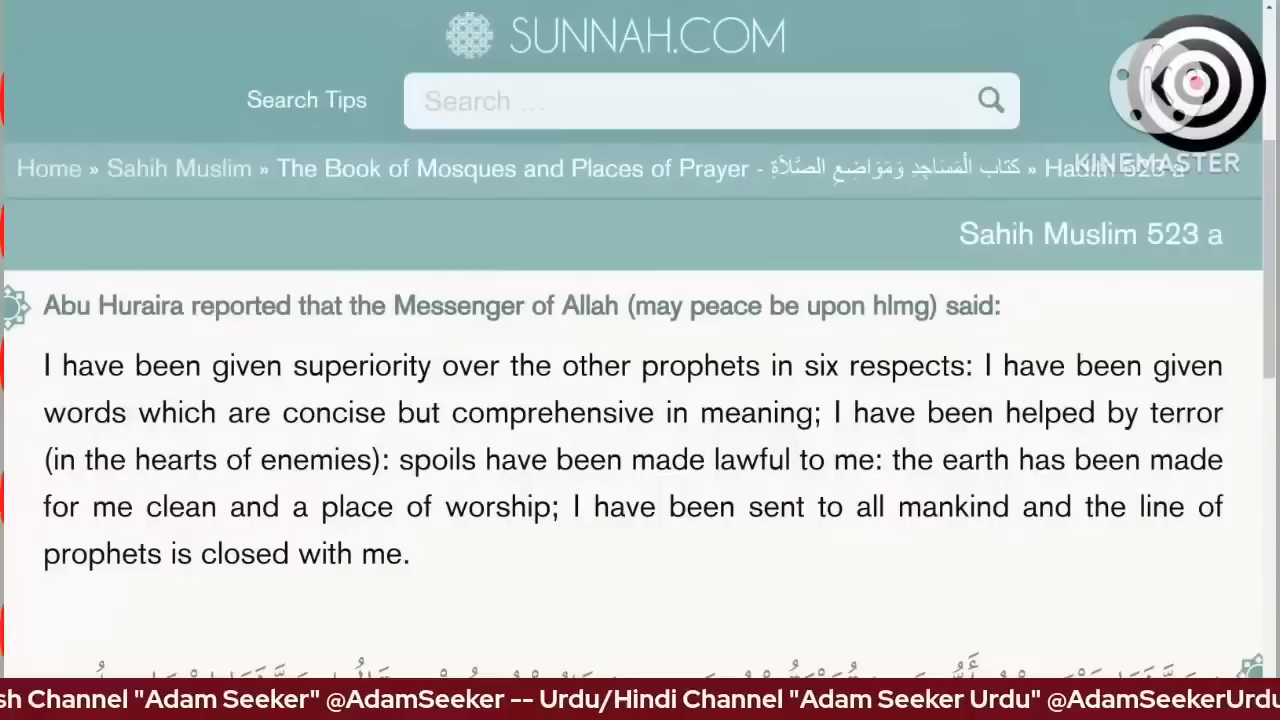 SUNNAH.COM
Search Tips
Search ...
KINEMASTER
Home » Sahih Muslim » The Book of Mosques and Places of Prayer - كتاب الْمَسَاجِدِ وَمَوَاضِعِ الصَّلاَةِ » Hadith 523 a
Sahih Muslim 523 a
Abu Huraira reported that the Messenger of Allah (may peace be upon hlmg) said:
I have been given superiority over the other prophets in six respects: I have been given
words which are concise but comprehensive in meaning; I have been helped by terror
(in the hearts of enemies): spoils have been made lawful to me: the earth has been made
for me clean and a place of worship; I have been sent to all mankind and the line of
prophets is closed with me.
sh Channel "Adam Seeker" @AdamSeeker -- Urdu/Hindi Channel "Adam Seeker Urdu" @AdamSeekerUrdu